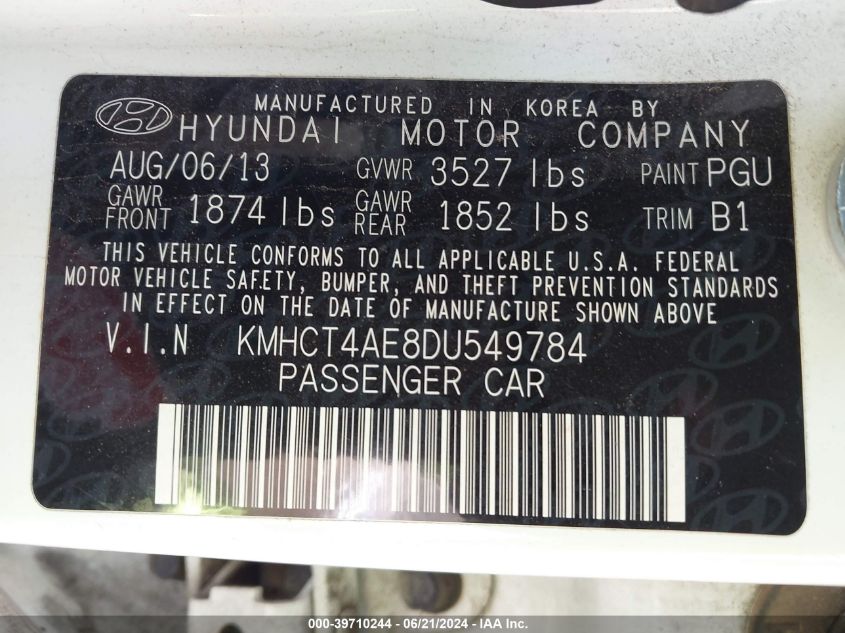 MANUFACTURED IN KOREA BY
HYUNDAI MOTOR COMPANY
AUG/06/13 GVWR 3527 lbs PAINT PGU
GAWR FRONT 1874 lbs GAWR REAR 1852 lbs TRIM B1
THIS VEHICLE CONFORMS TO ALL APPLICABLE U.S.A. FEDERAL
MOTOR VEHICLE SAFETY, BUMPER, AND THEFT PREVENTION STANDARDS
IN EFFECT ON THE DATE OF MANUFACTURE SHOWN ABOVE
V.I.N KMHCT4AE8DU549784
PASSENGER CAR
000-39710244 - 06/21/2024 - IAA Inc.